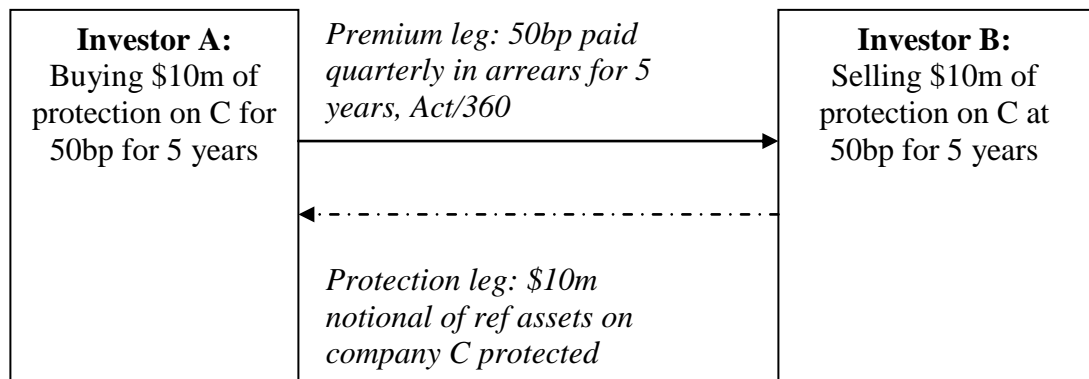 Investor A:
Buying $10m of
protection on C for
50bp for 5 years
Premium leg: 50bp paid
quarterly in arrears for 5
years, Act/360
Protection leg: $10m
notional of ref assets on
company C protected
Investor B:
Selling $10m of
protection on C at
50bp for 5 years